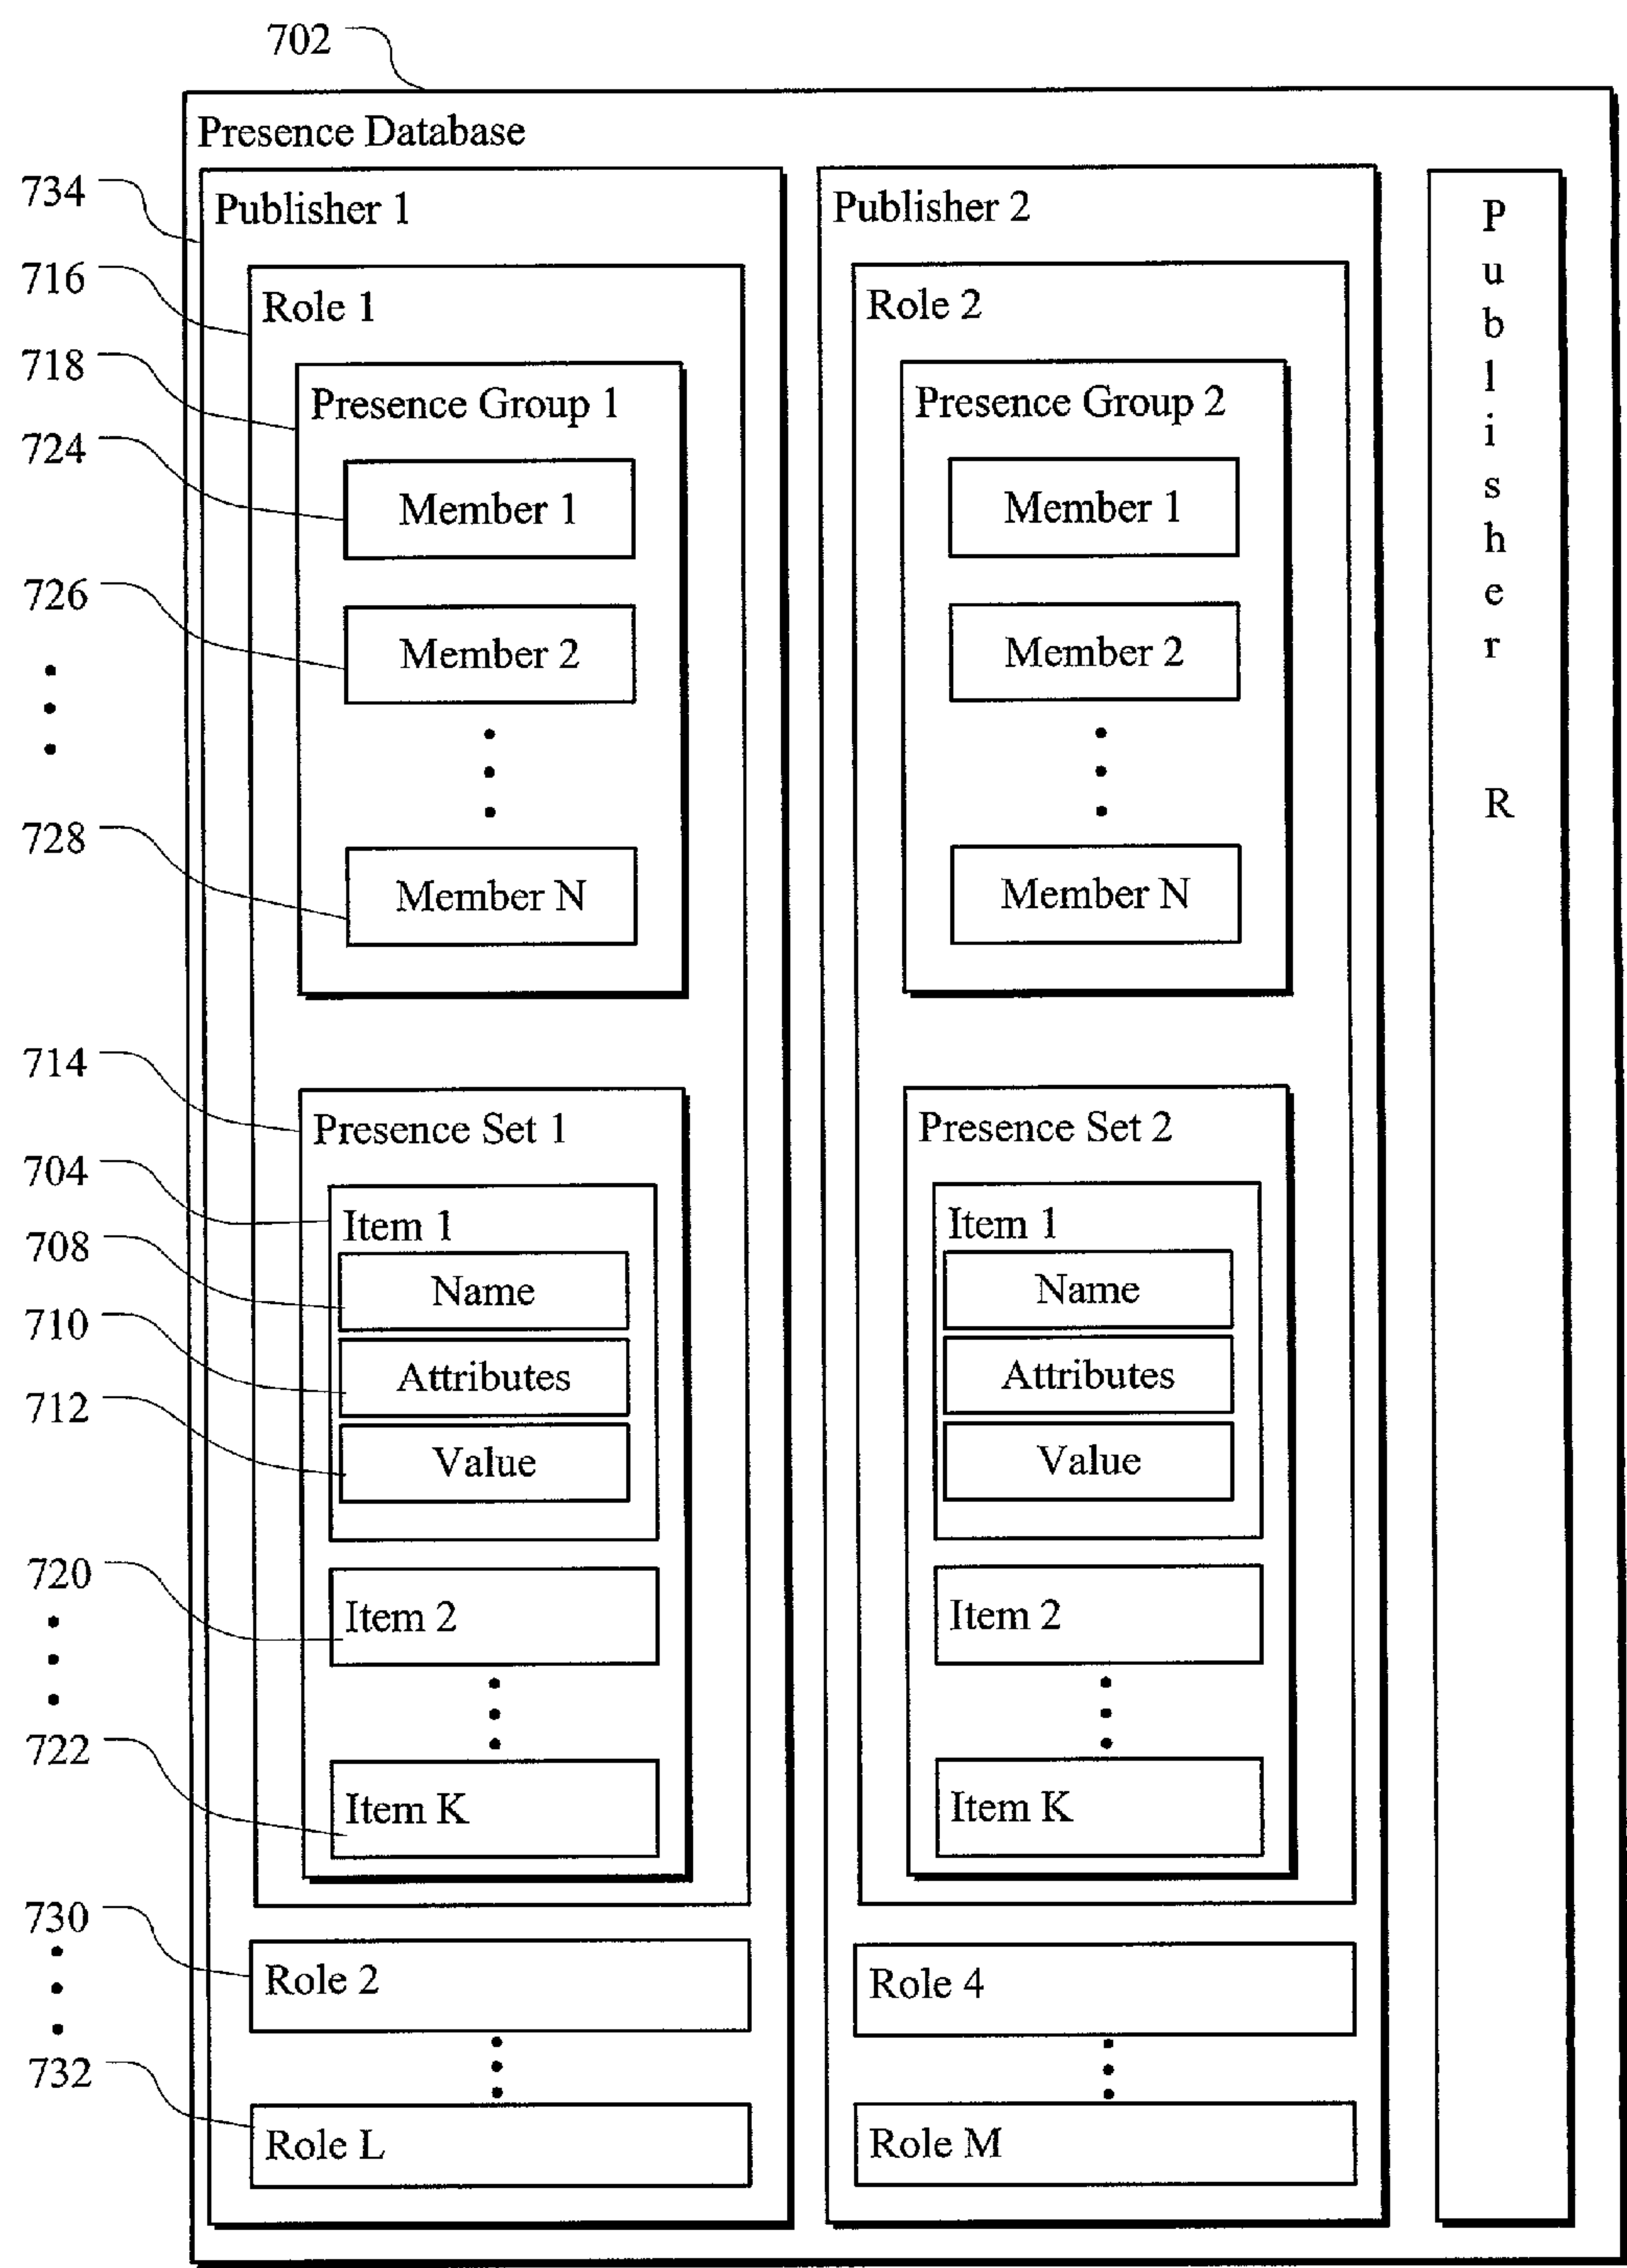 702
Presence Database
734
Publisher 1
716
Role 1
718
Presence Group 1
724
Member 1
726
Member 2
728
Member N
714
Presence Set 1
704
Item 1
708
Name
710
Attributes
712
Value
720
Item 2
722
Item K
730
Role 2
732
Role L
Publisher 2
Role 2
Presence Group 2
Member 1
Member 2
Member N
Presence Set 2
Item 1
Name
Attributes
Value
Item 2
Item K
Role 4
Role M
Publisher R